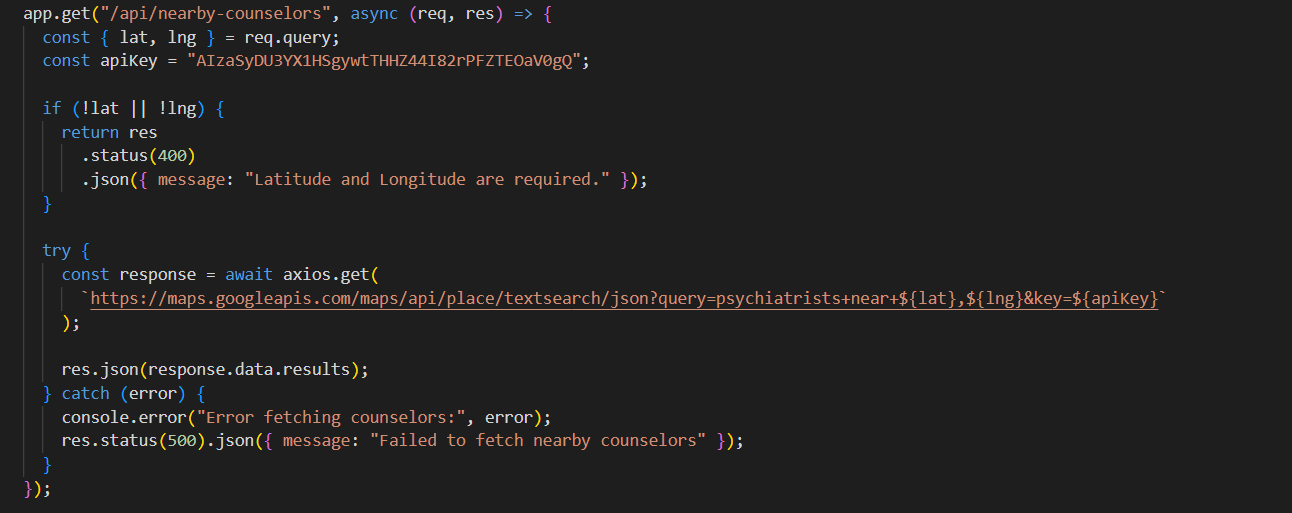 app.get("/api/nearby-counselors", async (req, res) => {
const { lat, lng } = req.query;
const apiKey = "AIzaSyDU3YX1HSgywtTHHZ44I82rPFZTEOaV0gQ";
if (!lat || !lng) {
return res
.status(400)
.json({ message: "Latitude and Longitude are required." });
}
try {
const response = await axios.get(
`https://maps.googleapis.com/maps/api/place/textsearch/json?query=psychiatrists+near+${lat},${lng}&key=${apiKey}`
);
res.json(response.data.results);
} catch (error) {
console.error("Error fetching counselors:", error);
res.status(500).json({ message: "Failed to fetch nearby counselors" });
}
});